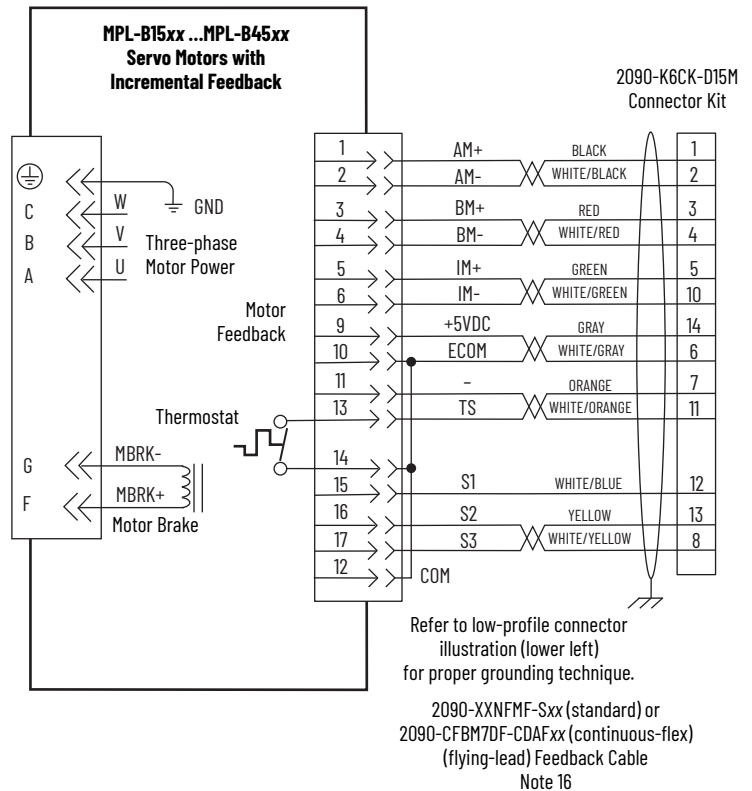 MPL-B15xx ...MPL-B45xx
Servo Motors with
Incremental Feedback
2090-K6CK-D15M
Connector Kit
C
B
A
W
V
U
GND
Three-phase
Motor Power
Motor
Feedback
Thermostat
G
F
MBRK-
MBRK+
Motor Brake
1 AM+ BLACK 1
2 AM- WHITE/BLACK 2
3 BM+ RED 3
4 BM- WHITE/RED 4
5 IM+ GREEN 5
6 IM- WHITE/GREEN 10
9 +5VDC GRAY 14
10 ECOM WHITE/GRAY 6
11 – ORANGE 7
13 TS WHITE/ORANGE 11
14
15 S1 WHITE/BLUE 12
16 S2 YELLOW 13
17 S3 WHITE/YELLOW 8
12 COM
Refer to low-profile connector
illustration (lower left)
for proper grounding technique.
2090-XXNFMF-Sxx (standard) or
2090-CFBM7DF-CDAFxx (continuous-flex)
(flying-lead) Feedback Cable
Note 16